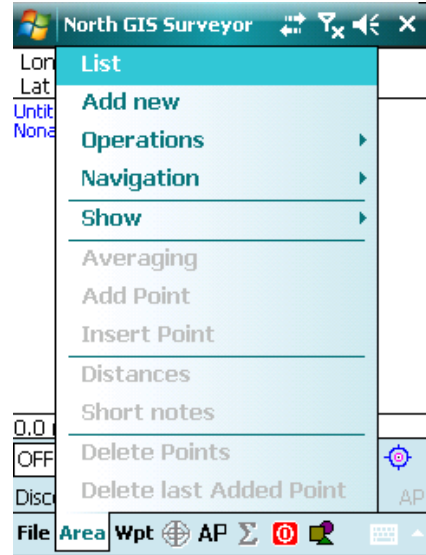 North GIS Surveyor
Lon
Lat
Untit
Nona
List
Add new
Operations
Navigation
Show
Averaging
Add Point
Insert Point
Distances
Short notes
Delete Points
Delete last Added Point
0.0
OFF
Disc
AP
File Area Wpt AP Σ